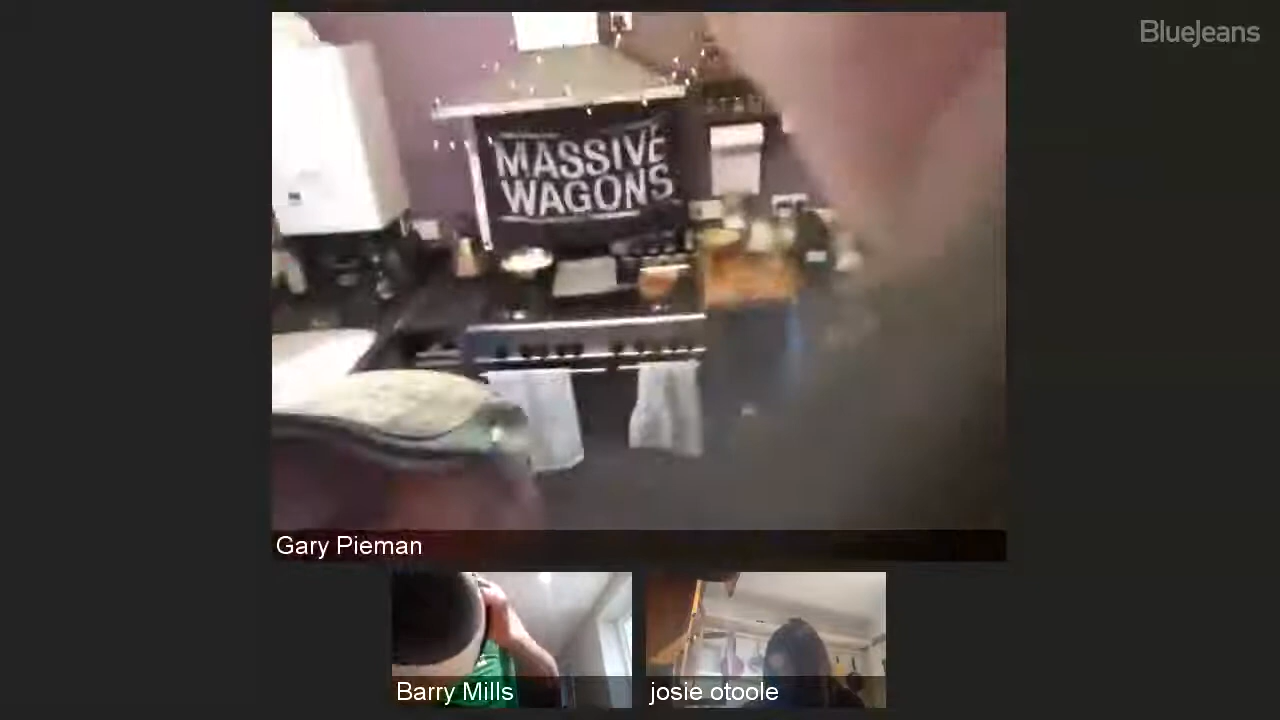 BlueJeans
MASSIVE
WAGONS
Gary Pieman
Barry Mills
josie otoole